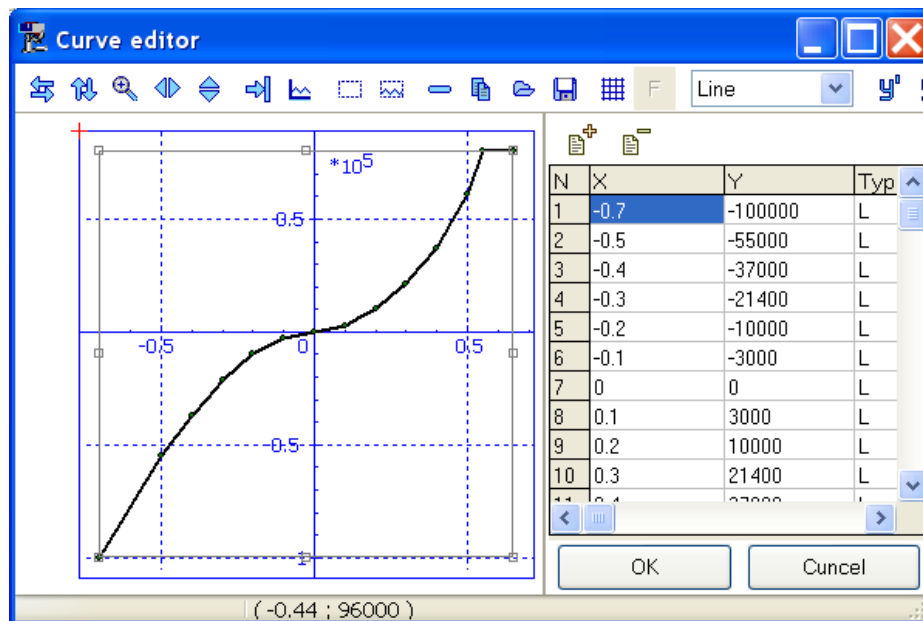 Curve editor
F Line y'
*10^5
0.5
-0.5 0 0.5
-0.5
N X Y Typ
1 -0.7 -100000 L
2 -0.5 -55000 L
3 -0.4 -37000 L
4 -0.3 -21400 L
5 -0.2 -10000 L
6 -0.1 -3000 L
7 0 0 L
8 0.1 3000 L
9 0.2 10000 L
10 0.3 21400 L
OK Cuncel
( -0.44 ; 96000 )